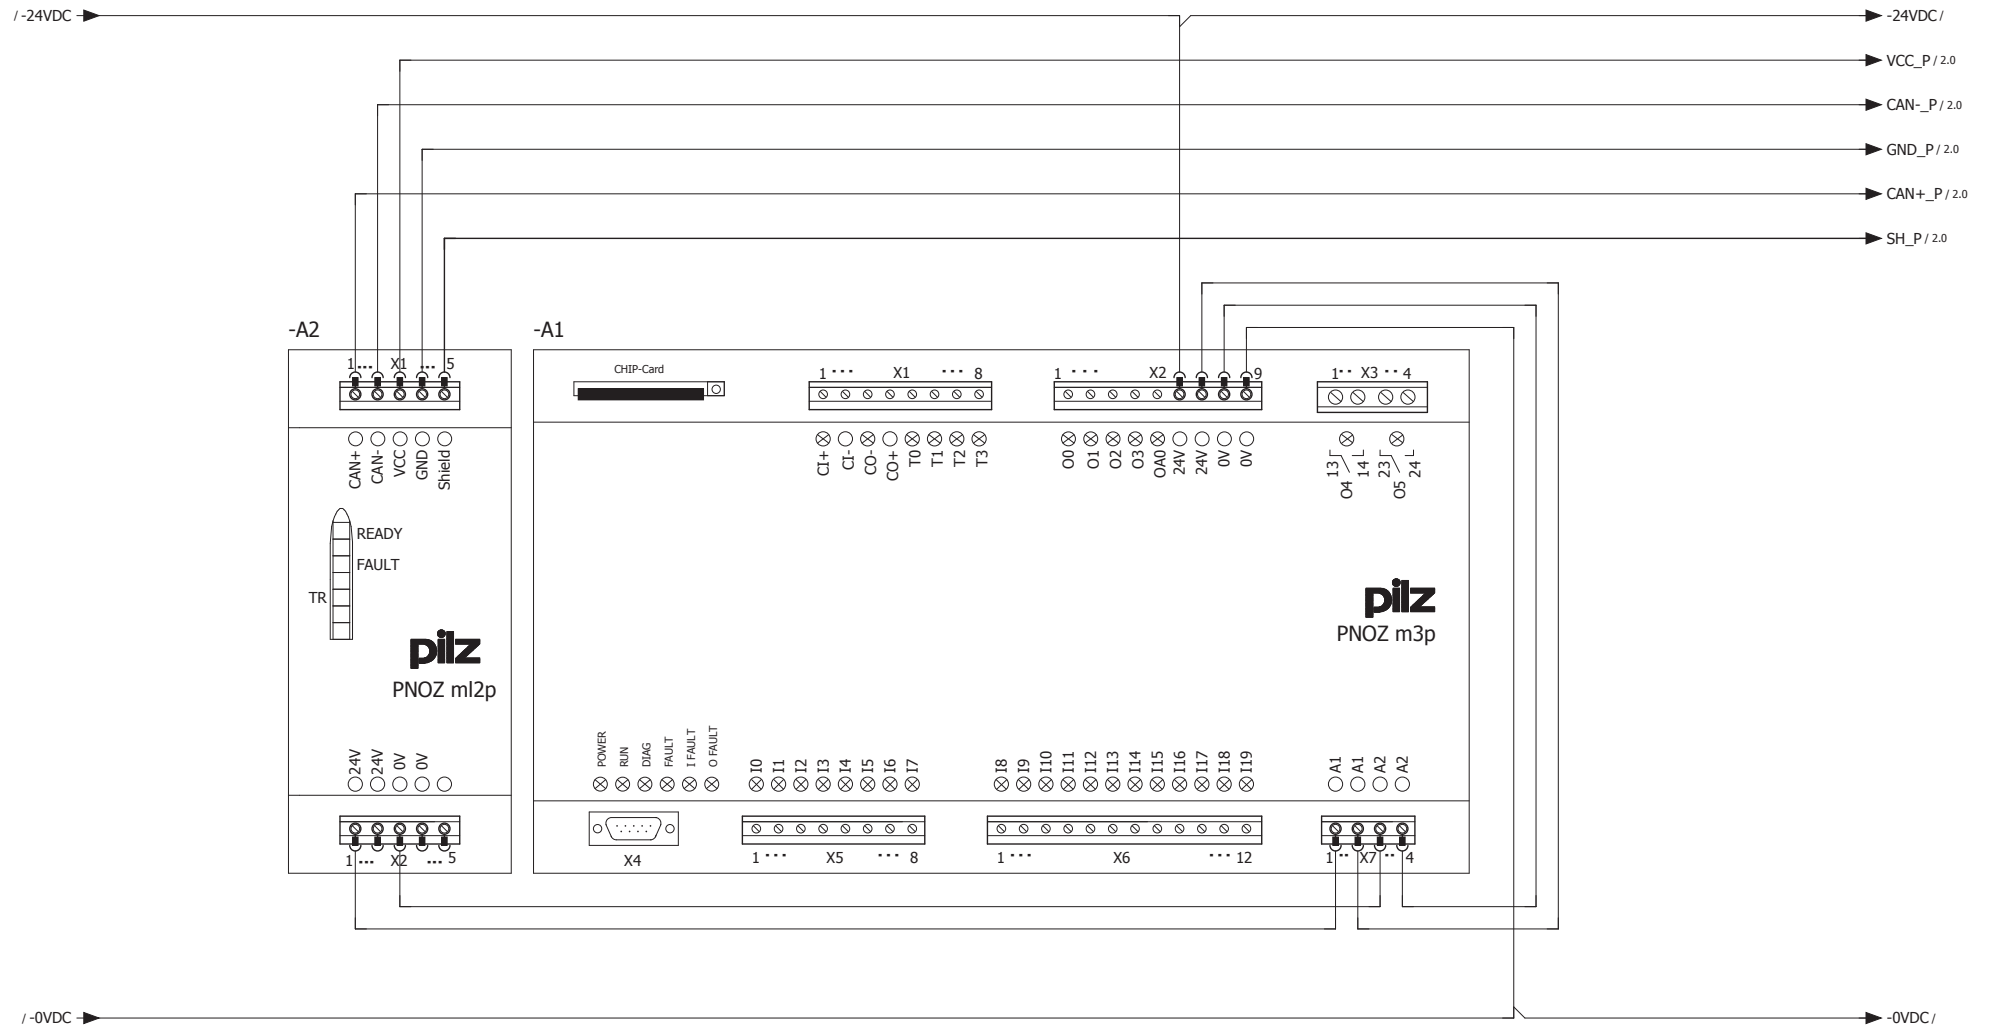 / -24VDC
-24VDC /
VCC_P / 2.0
CAN-_P / 2.0
GND_P / 2.0
CAN+_P / 2.0
SH_P / 2.0
-A2
-A1
1 ... X1 ... 5
CHIP-Card
1 ... X1 ... 8
1 ... X2 9
1 .. X3 .. 4
CAN+ CAN- VCC GND Shield
CI+ CI- CO- CO+ T0 T1 T2 T3
O0 O1 O2 O3 OA0 24V 24V 0V 0V
13 14 O4
23 24 O5
READY
FAULT
TR
pilz
PNOZ ml2p
pilz
PNOZ m3p
24V 24V 0V 0V
POWER RUN DIAG FAULT I FAULT O FAULT
I0 I1 I2 I3 I4 I5 I6 I7
I8 I9 I10 I11 I12 I13 I14 I15 I16 I17 I18 I19
A1 A1 A2 A2
1 ... X2 ... 5
X4
1 ... X5 ... 8
1 ... X6 ... 12
1 .. X7 .. 4
/ -0VDC
-0VDC /